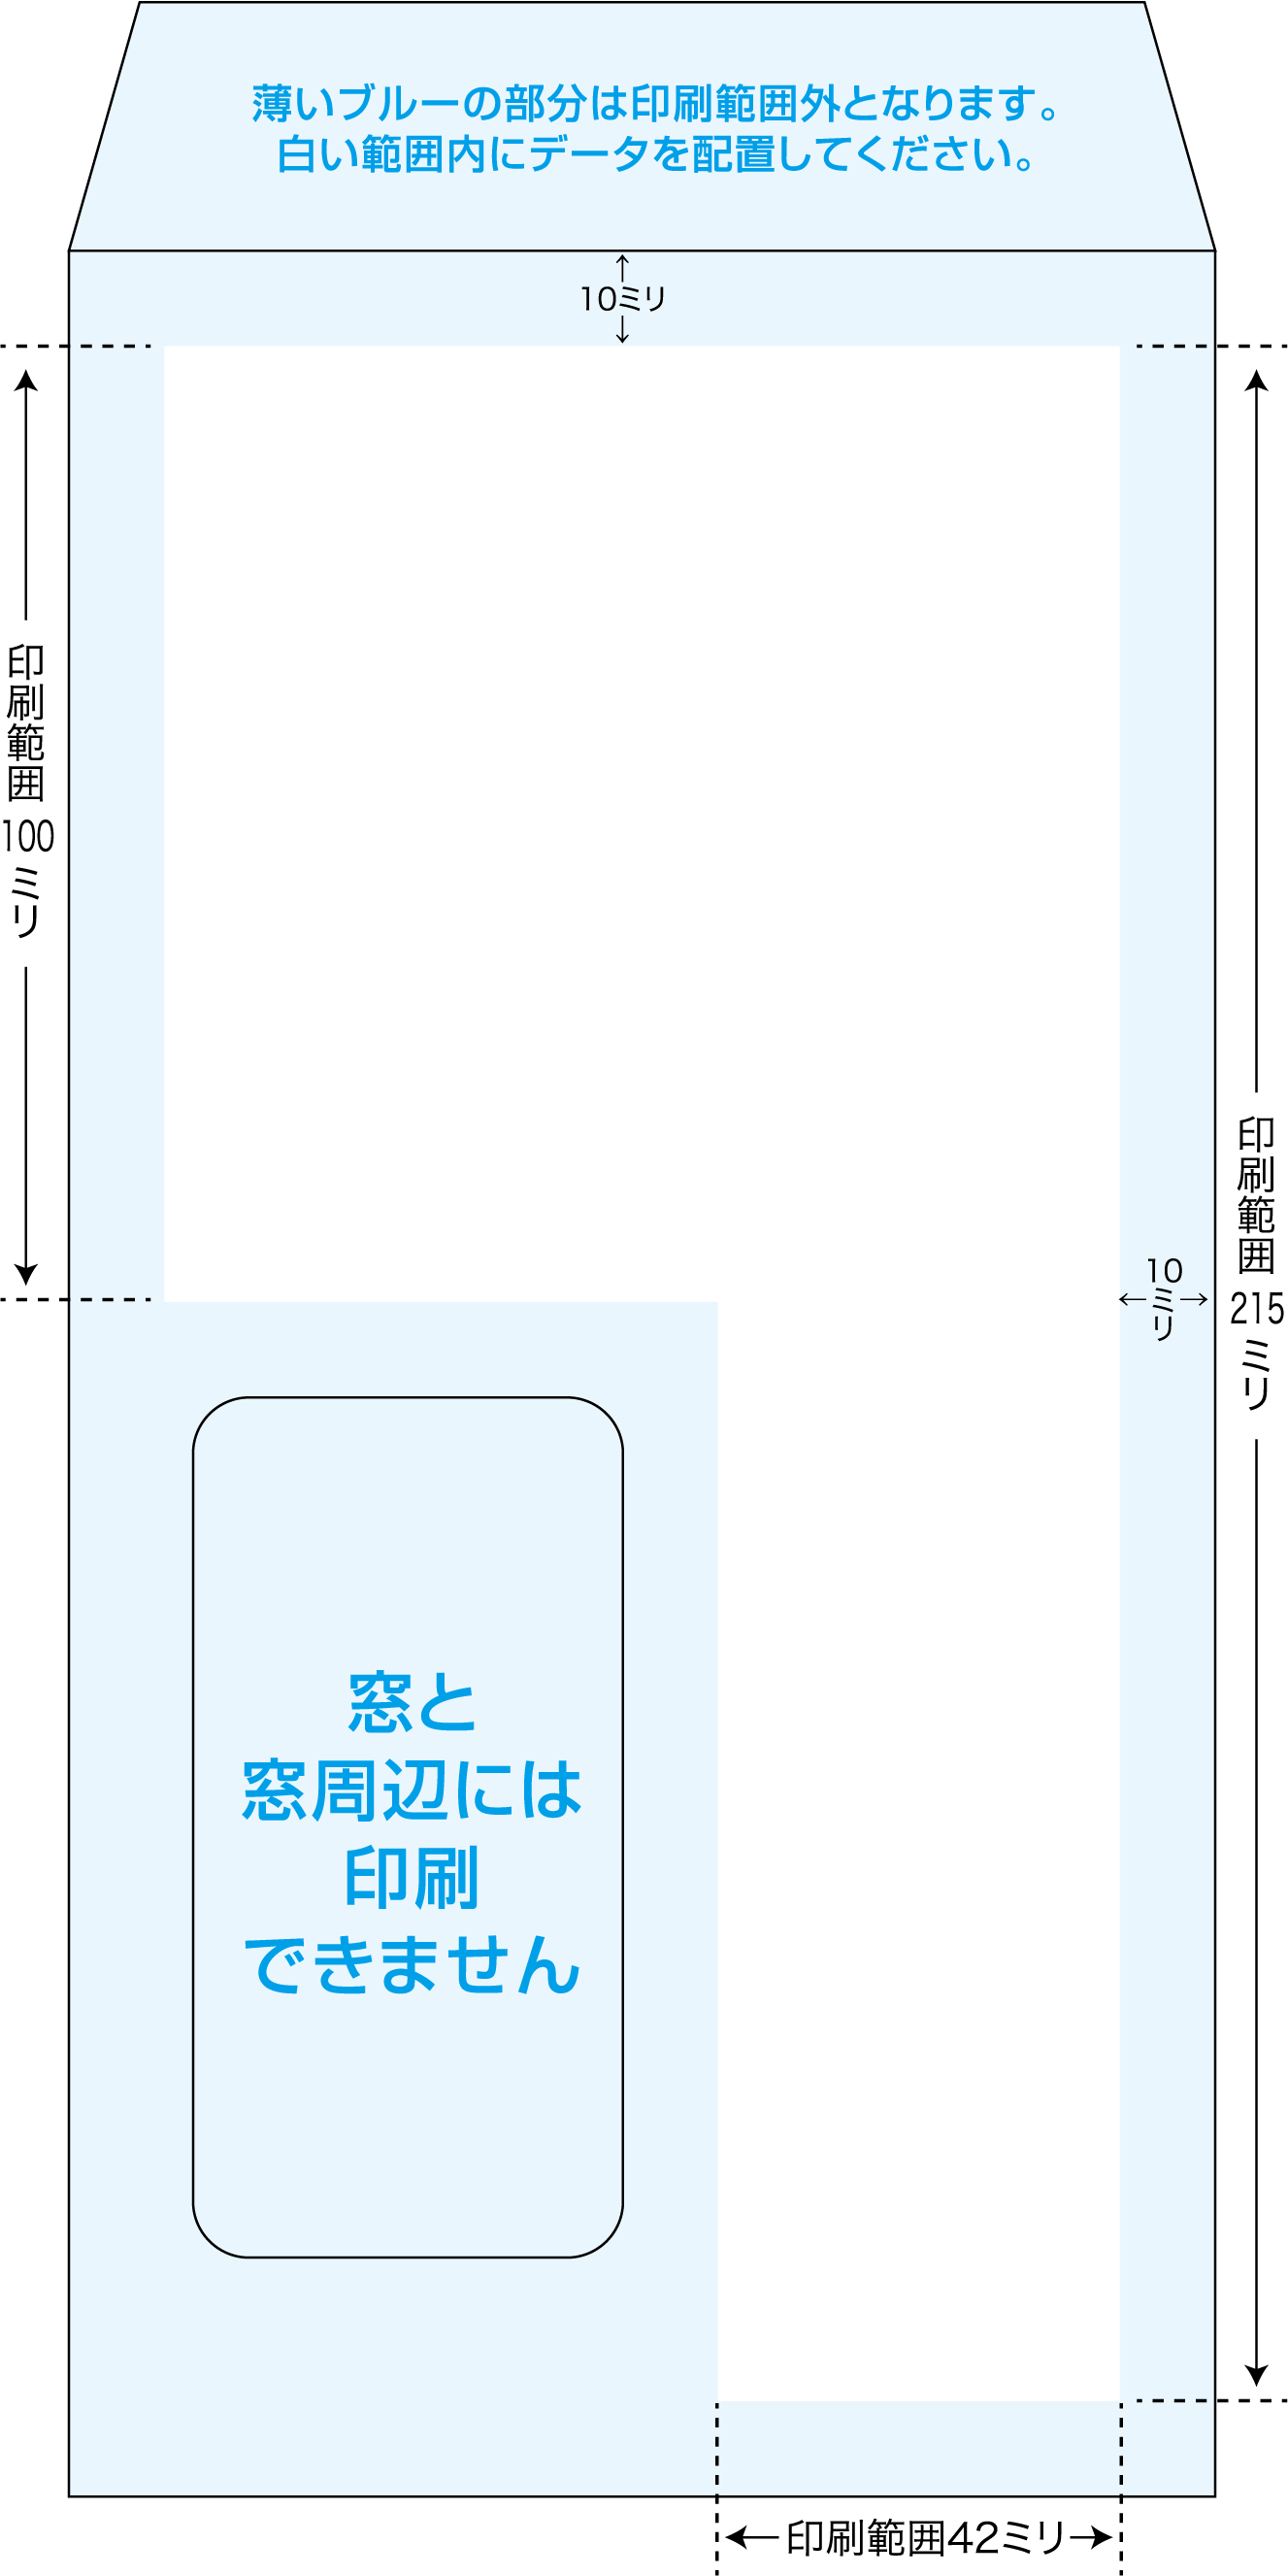 薄いブルーの部分は印刷範囲外となります。
白い範囲内にデータを配置してください。
10ミリ
印刷範囲100ミリ
印刷範囲215ミリ
10ミリ
窓と
窓周辺には
印刷
できません
印刷範囲42ミリ